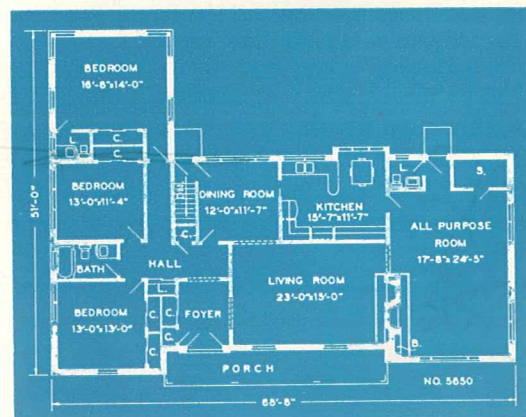 BEDROOM
16'-8"x14'-0"
L.
C.
C.
BEDROOM
13'-0"x11'-4"
DINING ROOM
12'-0"x11'-7"
C.
KITCHEN
15'-7"x11'-7"
L.
S.
ALL PURPOSE
ROOM
17'-8"x24'-5"
51'-0"
BATH
HALL
LIVING ROOM
23'-0"x15'-0"
BEDROOM
13'-0"x13'-0"
L.
C.
C.
FOYER
C.
C.
B.
PORCH
NO. 5650
68'-8"